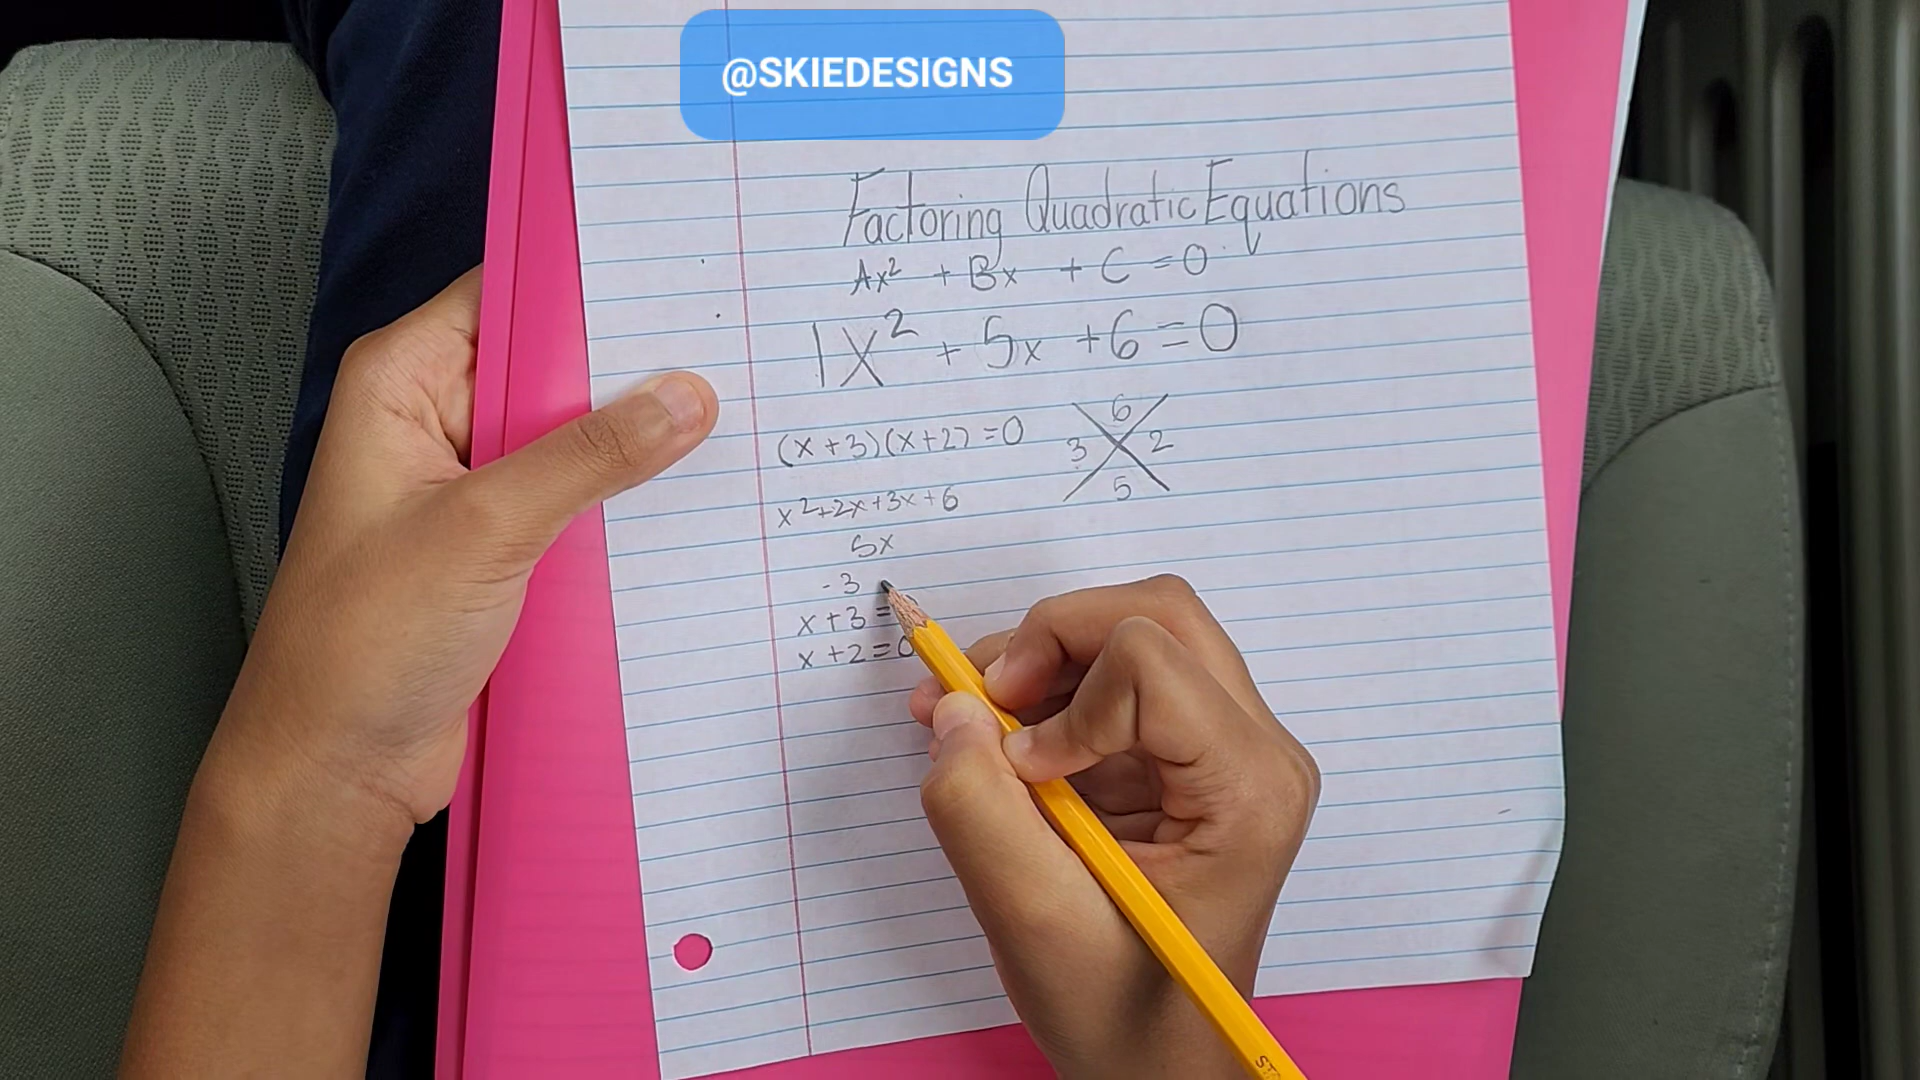 @SKIEDESIGNS
Factoring Quadratic Equations
Ax² + Bx + C = 0
1X² + 5x + 6 = 0
(x+3)(x+2) = 0
6
3 2
5
x²+2x+3x+6
5x
-3
x+3=
x+2=0